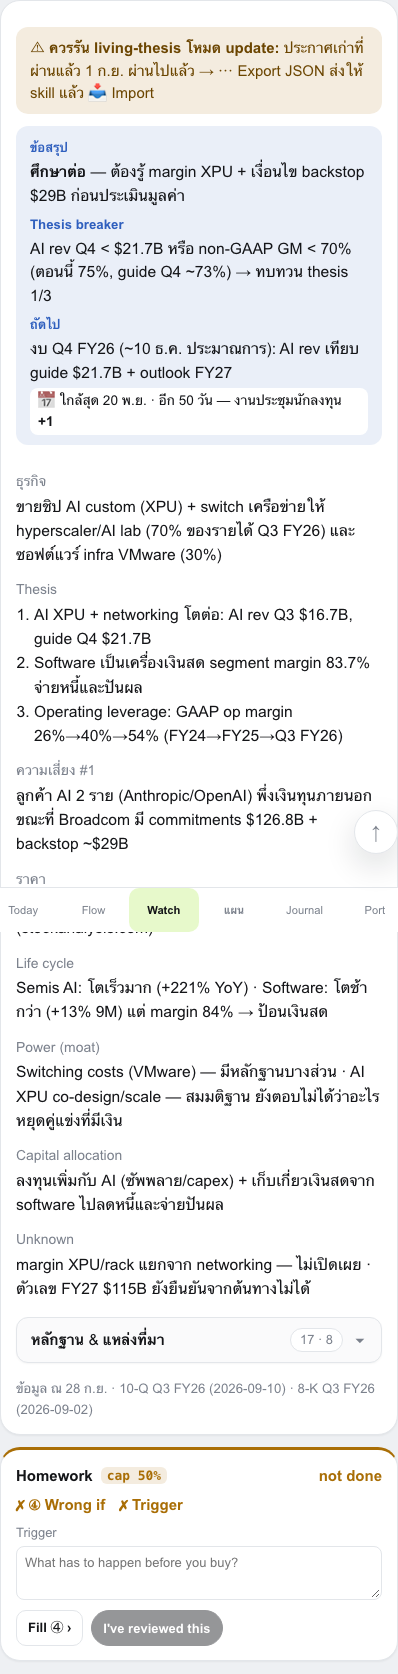 ⚠ ควรรัน living-thesis โหมด update: ประกาศเก่าที่
ผ่านแล้ว 1 ก.ย. ผ่านไปแล้ว → ⋯ Export JSON ส่งให้
skill แล้ว 📥 Import
ข้อสรุป
ศึกษาต่อ — ต้องรู้ margin XPU + เงื่อนไข backstop
$29B ก่อนประเมินมูลค่า
Thesis breaker
AI rev Q4 < $21.7B หรือ non-GAAP GM < 70%
(ตอนนี้ 75%, guide Q4 ~73%) → ทบทวน thesis
1/3
ถัดไป
งบ Q4 FY26 (~10 ธ.ค. ประมาณการ): AI rev เทียบ
guide $21.7B + outlook FY27
📅 ใกล้สุด 20 พ.ย. · อีก 50 วัน — งานประชุมนักลงทุน
+1
ธุรกิจ
ขายชิป AI custom (XPU) + switch เครือข่ายให้
hyperscaler/AI lab (70% ของรายได้ Q3 FY26) และ
ซอฟต์แวร์ infra VMware (30%)
Thesis
1. AI XPU + networking โตต่อ: AI rev Q3 $16.7B,
guide Q4 $21.7B
2. Software เป็นเครื่องเงินสด segment margin 83.7%
จ่ายหนี้และปันผล
3. Operating leverage: GAAP op margin
26%→40%→54% (FY24→FY25→Q3 FY26)
ความเสี่ยง #1
ลูกค้า AI 2 ราย (Anthropic/OpenAI) พึ่งเงินทุนภายนอก
ขณะที่ Broadcom มี commitments $126.8B +
backstop ~$29B
↑
ราคา
Today Flow Watch แผน Journal Port
(stockanalysis.com)
Life cycle
Semis AI: โตเร็วมาก (+221% YoY) · Software: โตช้า
กว่า (+13% 9M) แต่ margin 84% → ป้อนเงินสด
Power (moat)
Switching costs (VMware) — มีหลักฐานบางส่วน · AI
XPU co-design/scale — สมมติฐาน ยังตอบไม่ได้ว่าอะไร
หยุดคู่แข่งที่มีเงิน
Capital allocation
ลงทุนเพิ่มกับ AI (ซัพพลาย/capex) + เก็บเกี่ยวเงินสดจาก
software ไปลดหนี้และจ่ายปันผล
Unknown
margin XPU/rack แยกจาก networking — ไม่เปิดเผย ·
ตัวเลข FY27 $115B ยังยืนยันจากต้นทางไม่ได้
หลักฐาน & แหล่งที่มา 17 · 8
ข้อมูล ณ 28 ก.ย. · 10-Q Q3 FY26 (2026-09-10) · 8-K Q3 FY26
(2026-09-02)
Homework cap 50% not done
✗ ④ Wrong if ✗ Trigger
Trigger
What has to happen before you buy?
Fill ④ › I've reviewed this